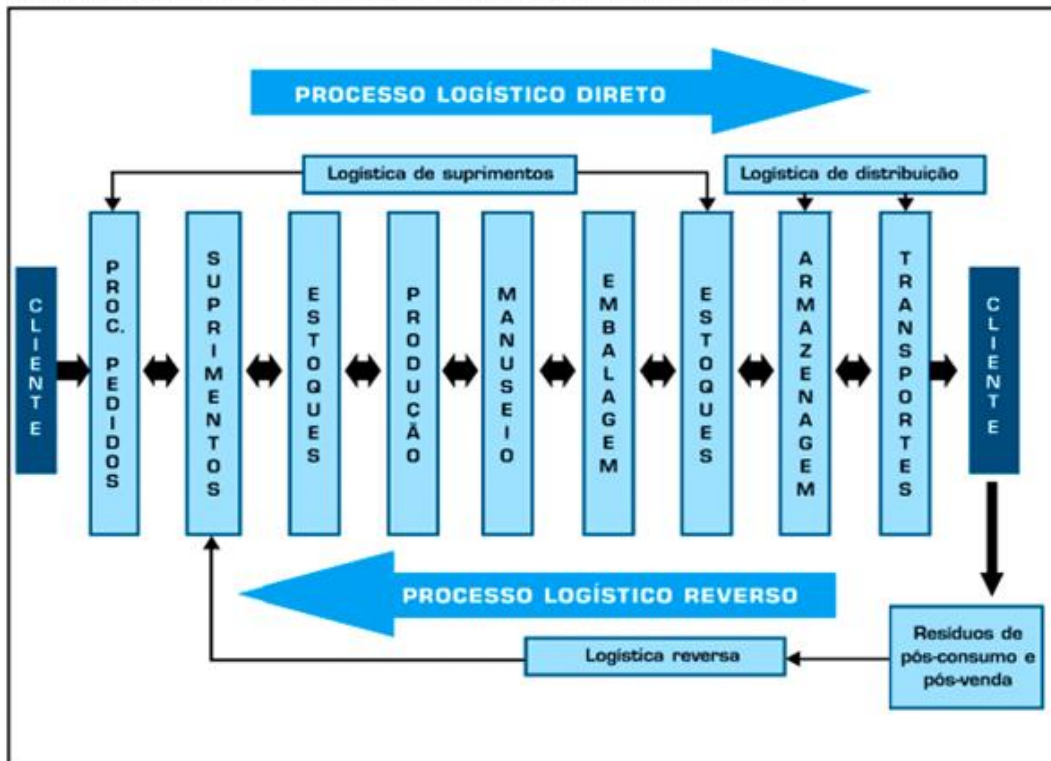 PROCESSO LOGÍSTICO DIRETO
Logística de suprimentos
Logística de distribuição
CLIENTE
PROC. PEDIDOS
SUPRIMENTOS
ESTOQUES
PRODUÇÃO
MANUSEIO
EMBALAGEM
ESTOQUES
ARMAZENAGEM
TRANSPORTES
CLIENTE
PROCESSO LOGÍSTICO REVERSO
Logística reversa
Resíduos de
pós-consumo e
pós-venda